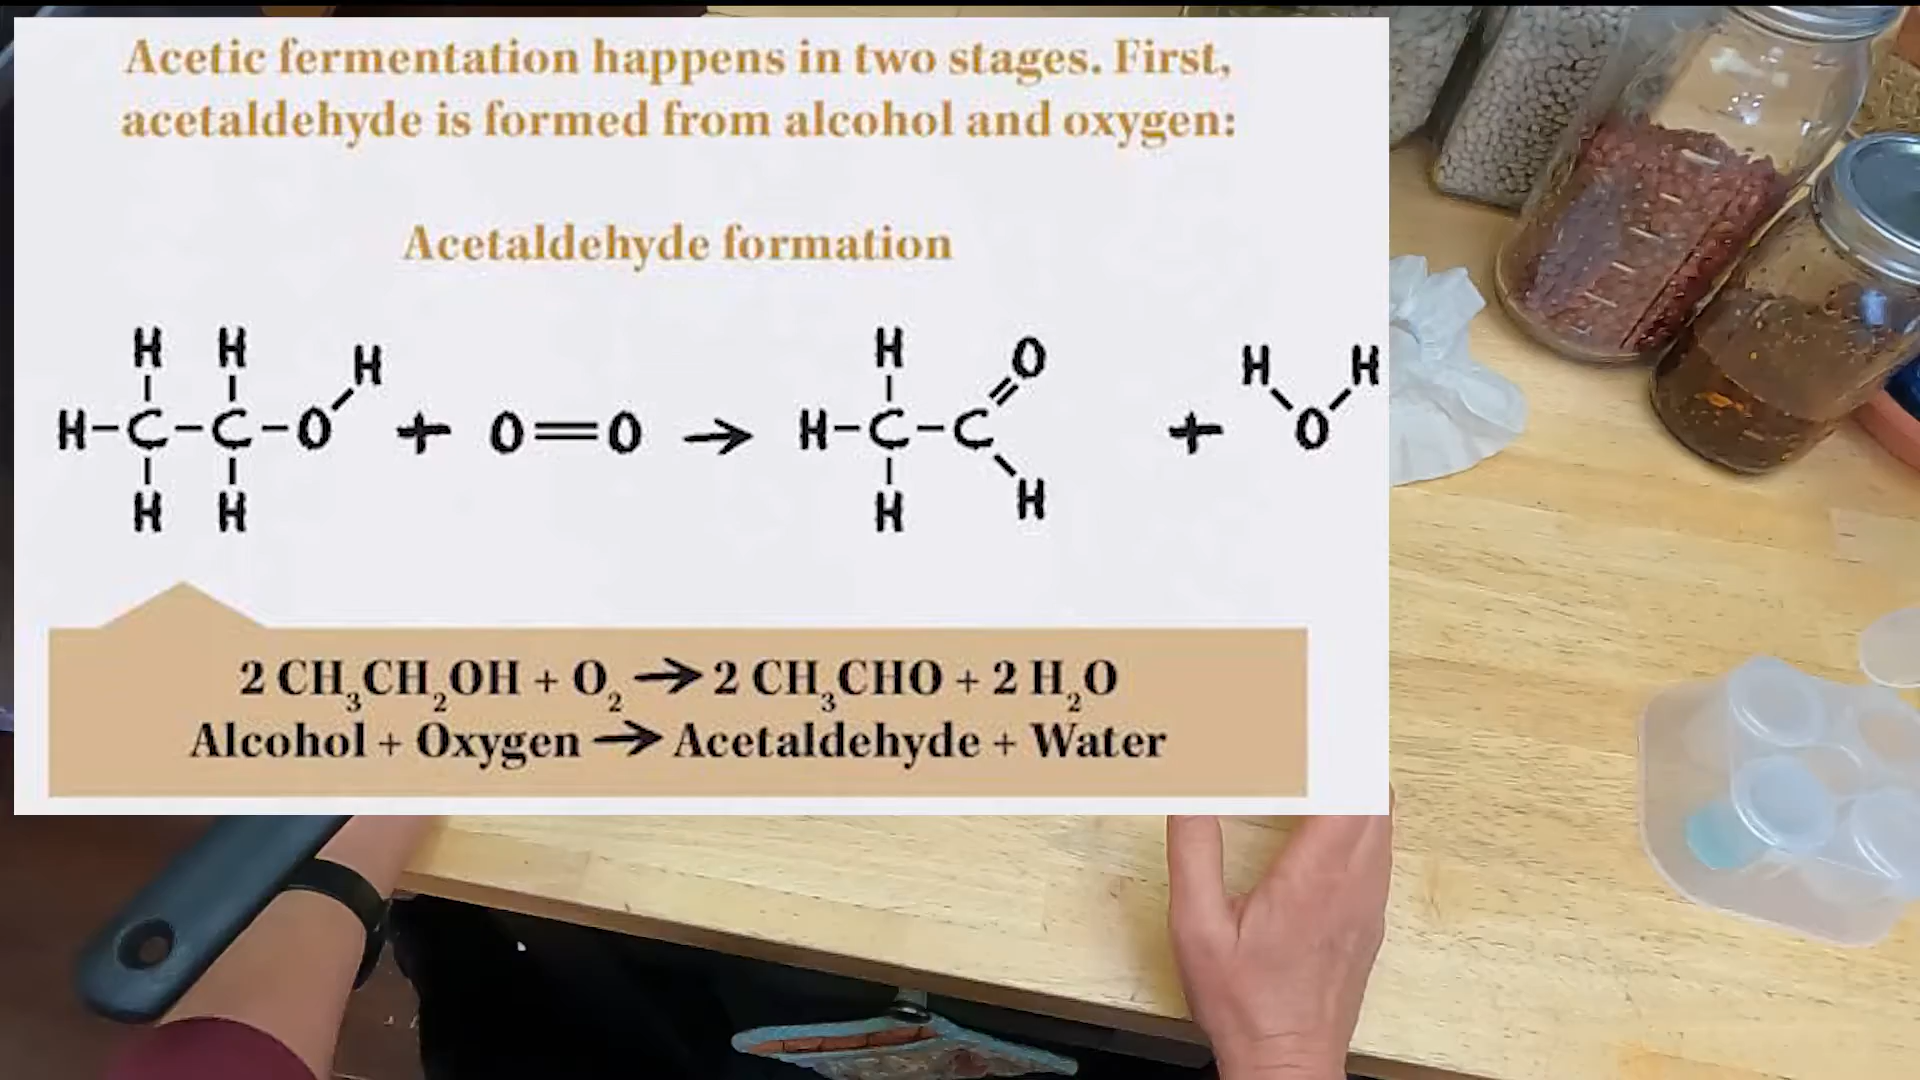 Acetic fermentation happens in two stages. First,
acetaldehyde is formed from alcohol and oxygen:
Acetaldehyde formation
H H H O H H H
H-C-C-O + O=O → H-C-C + O
H H H H
2 CH₃CH₂OH + O₂ → 2 CH₃CHO + 2 H₂O
Alcohol + Oxygen → Acetaldehyde + Water